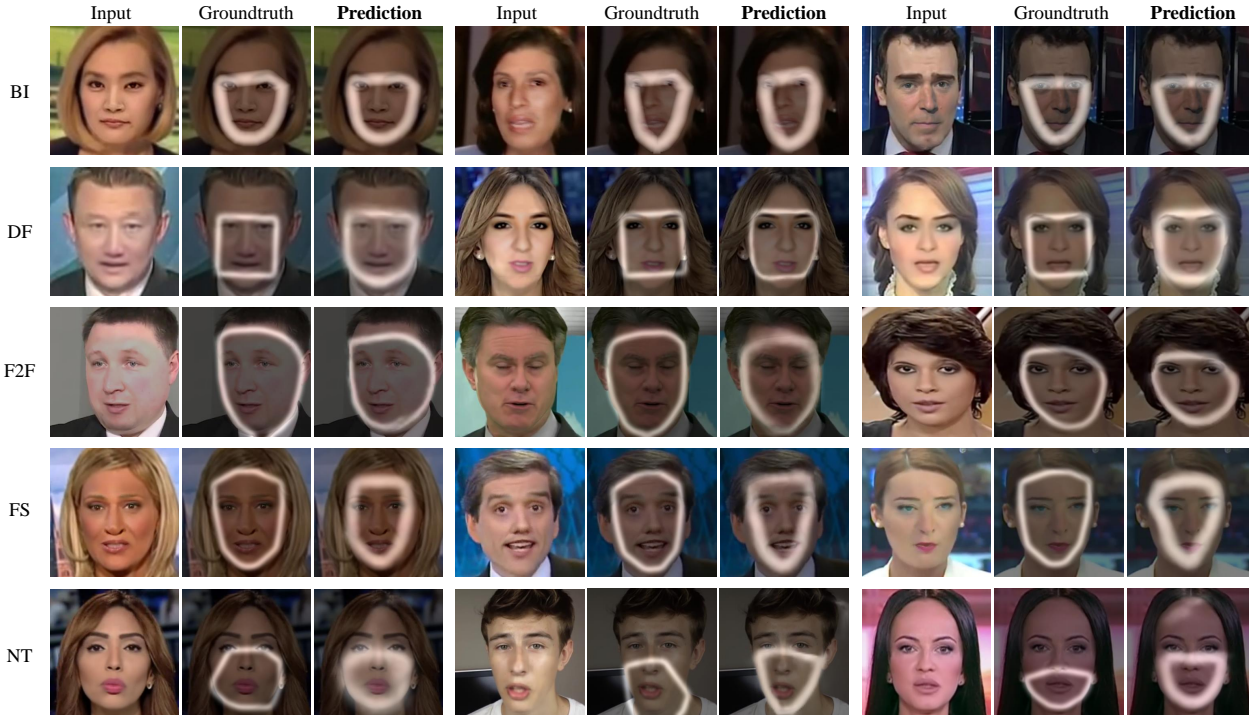 Input Groundtruth Prediction Input Groundtruth Prediction Input Groundtruth Prediction
BI
DF
F2F
FS
NT